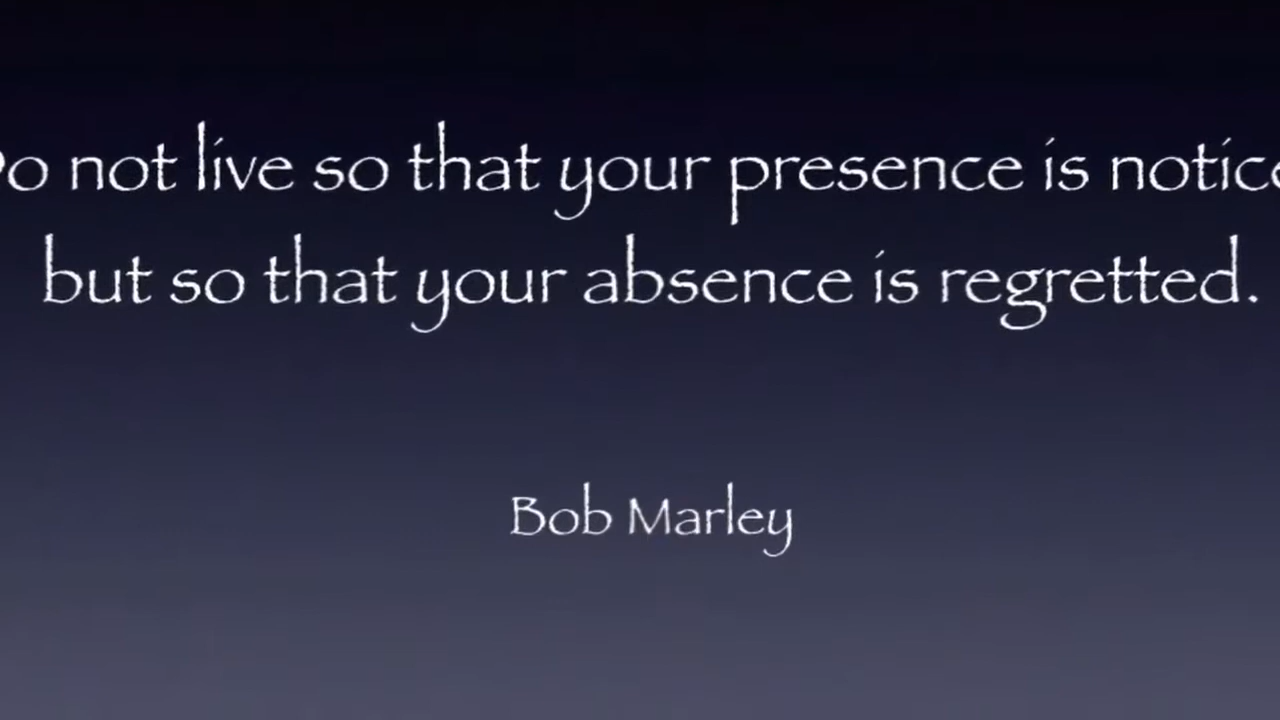 o not live so that your presence is notice
but so that your absence is regretted.
Bob Marley